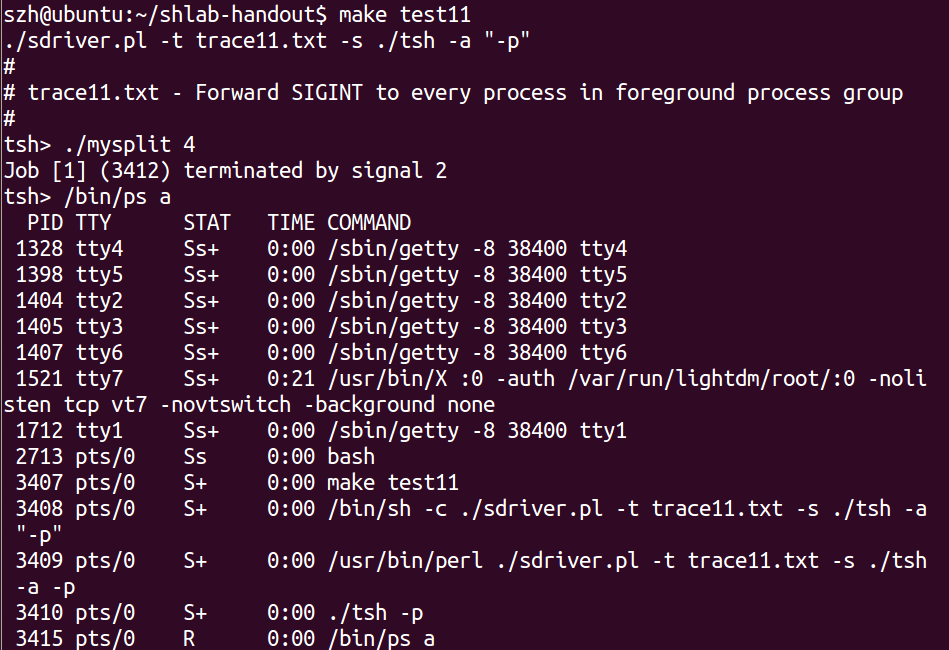 szh@ubuntu:~/shlab-handout$ make test11
./sdriver.pl -t trace11.txt -s ./tsh -a "-p"
#
# trace11.txt - Forward SIGINT to every process in foreground process group
#
tsh> ./mysplit 4
Job [1] (3412) terminated by signal 2
tsh> /bin/ps a
  PID TTY      STAT   TIME COMMAND
 1328 tty4     Ss+    0:00 /sbin/getty -8 38400 tty4
 1398 tty5     Ss+    0:00 /sbin/getty -8 38400 tty5
 1404 tty2     Ss+    0:00 /sbin/getty -8 38400 tty2
 1405 tty3     Ss+    0:00 /sbin/getty -8 38400 tty3
 1407 tty6     Ss+    0:00 /sbin/getty -8 38400 tty6
 1521 tty7     Ss+    0:21 /usr/bin/X :0 -auth /var/run/lightdm/root/:0 -noli
sten tcp vt7 -novtswitch -background none
 1712 tty1     Ss+    0:00 /sbin/getty -8 38400 tty1
 2713 pts/0    Ss     0:00 bash
 3407 pts/0    S+     0:00 make test11
 3408 pts/0    S+     0:00 /bin/sh -c ./sdriver.pl -t trace11.txt -s ./tsh -a
 "-p"
 3409 pts/0    S+     0:00 /usr/bin/perl ./sdriver.pl -t trace11.txt -s ./tsh
 -a -p
 3410 pts/0    S+     0:00 ./tsh -p
 3415 pts/0    R      0:00 /bin/ps a